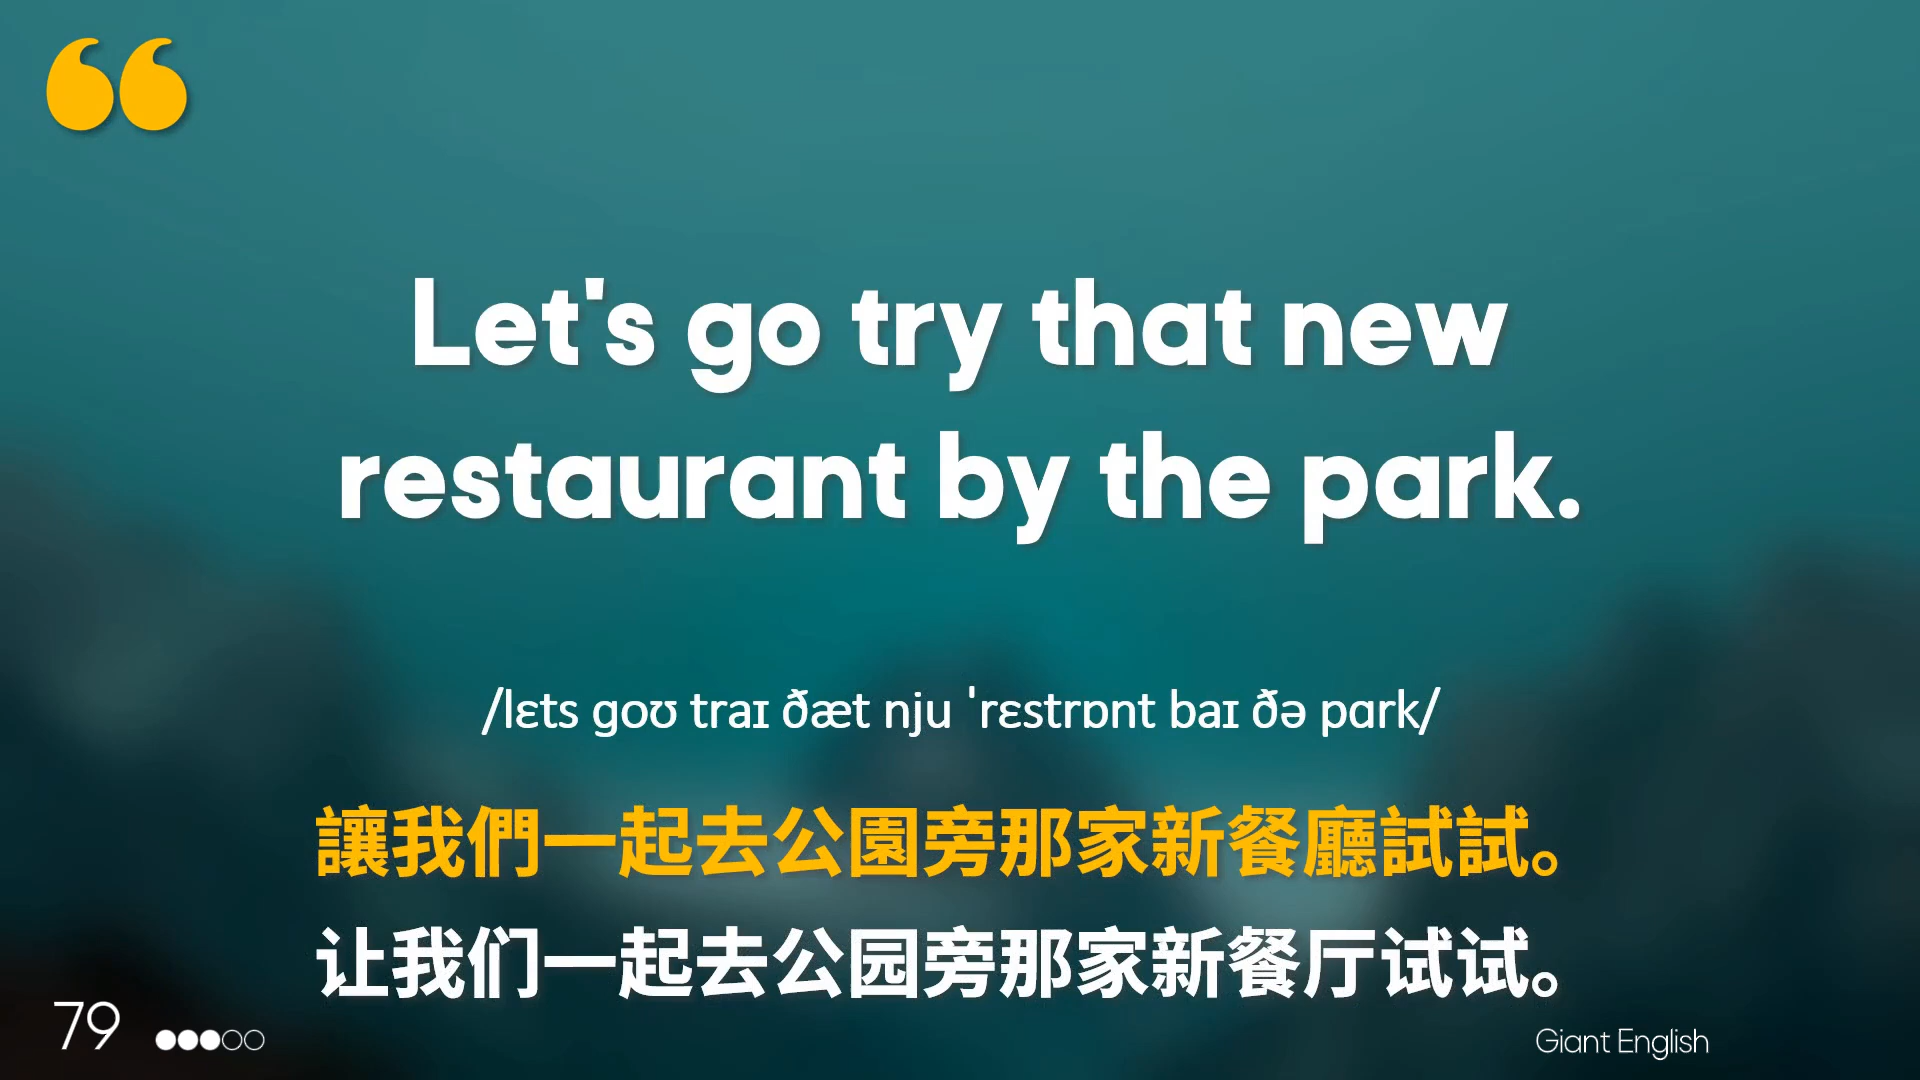 Let's go try that new
restaurant by the park.
/lɛts goʊ traɪ ðæt nju ˈrɛstrɒnt baɪ ðə pɑrk/
讓我們一起去公園旁那家新餐廳試試。
让我们一起去公园旁那家新餐厅试试。
79
Giant English